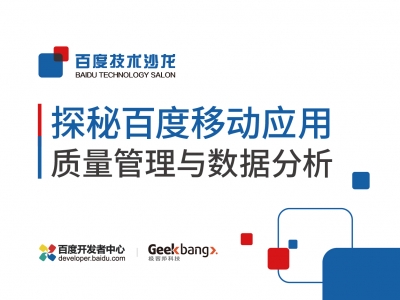 百度技术沙龙
BAIDU TECHNOLOGY SALON
探秘百度移动应用
质量管理与数据分析
百度开发者中心
developer.baidu.com
Geekbang>.
极客邦科技